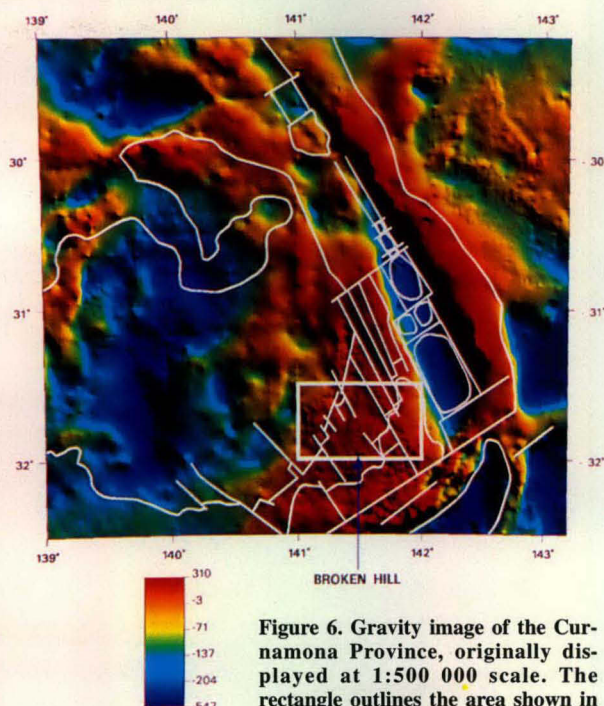 139° 140° 141° 142° 143°
30° 30°
31° 31°
32° 32°
139° 140° 141° 142° 143°
BROKEN HILL
310
-3
-71
-137
-204
-547
Figure 6. Gravity image of the Cur-
namona Province, originally dis-
played at 1:500 000 scale. The
rectangle outlines the area shown in